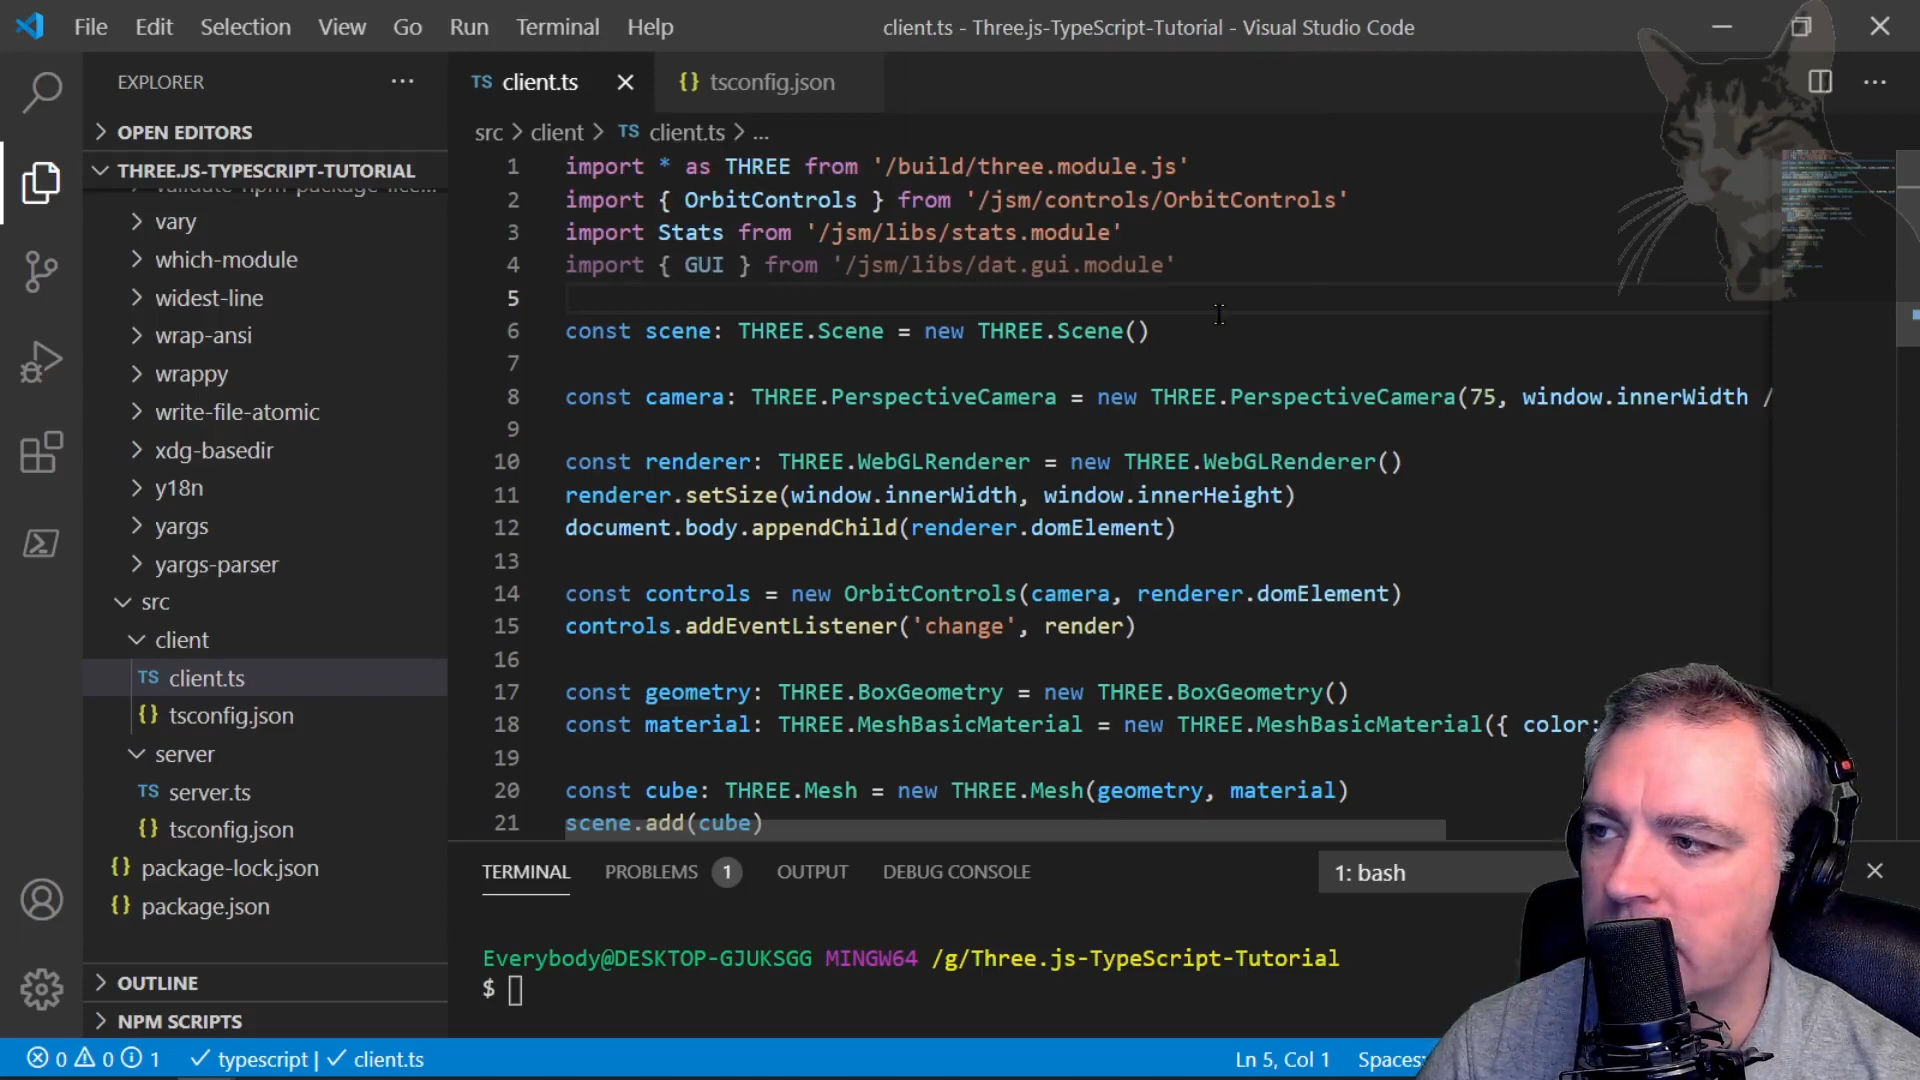 File Edit Selection View Go Run Terminal Help
client.ts - Three.js-TypeScript-Tutorial - Visual Studio Code
EXPLORER ...
OPEN EDITORS
THREE.JS-TYPESCRIPT-TUTORIAL
validate-npm-package-lice...
vary
which-module
widest-line
wrap-ansi
wrappy
write-file-atomic
xdg-basedir
y18n
yargs
yargs-parser
src
client
TS client.ts
{} tsconfig.json
server
TS server.ts
{} tsconfig.json
{} package-lock.json
{} package.json
OUTLINE
NPM SCRIPTS
TS client.ts
{} tsconfig.json
src > client > TS client.ts > ...
1 import * as THREE from '/build/three.module.js'
2 import { OrbitControls } from '/jsm/controls/OrbitControls'
3 import Stats from '/jsm/libs/stats.module'
4 import { GUI } from '/jsm/libs/dat.gui.module'
5
6 const scene: THREE.Scene = new THREE.Scene()
7
8 const camera: THREE.PerspectiveCamera = new THREE.PerspectiveCamera(75, window.innerWidth /
9
10 const renderer: THREE.WebGLRenderer = new THREE.WebGLRenderer()
11 renderer.setSize(window.innerWidth, window.innerHeight)
12 document.body.appendChild(renderer.domElement)
13
14 const controls = new OrbitControls(camera, renderer.domElement)
15 controls.addEventListener('change', render)
16
17 const geometry: THREE.BoxGeometry = new THREE.BoxGeometry()
18 const material: THREE.MeshBasicMaterial = new THREE.MeshBasicMaterial({ color:
19
20 const cube: THREE.Mesh = new THREE.Mesh(geometry, material)
21 scene.add(cube)
TERMINAL PROBLEMS 1 OUTPUT DEBUG CONSOLE
1: bash
Everybody@DESKTOP-GJUKSGG MINGW64 /g/Three.js-TypeScript-Tutorial
$
0 0 1 typescript | client.ts
Ln 5, Col 1 Spaces: